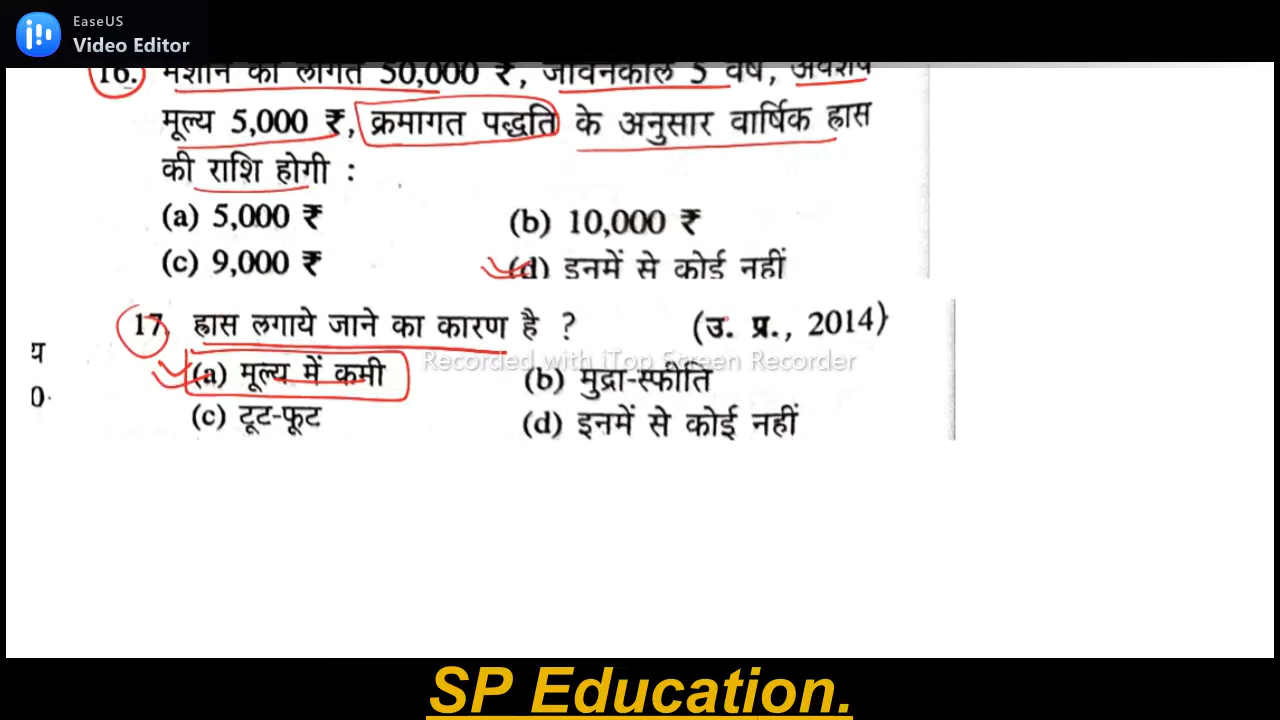 EaseUS
Video Editor
16. मशीन की लागत 50,000 ₹, जीवनकाल 5 वर्ष, अवशेष
मूल्य 5,000 ₹, क्रमागत पद्धति के अनुसार वार्षिक ह्रास
की राशि होगी :
(a) 5,000 ₹ (b) 10,000 ₹
(c) 9,000 ₹ (d) इनमें से कोई नहीं
17. ह्रास लगाये जाने का कारण है ? (उ. प्र., 2014)
य
Recorded with iTop Screen Recorder
(a) मूल्य में कमी (b) मुद्रा-स्फीति
0.
(c) टूट-फूट (d) इनमें से कोई नहीं
SP Education.